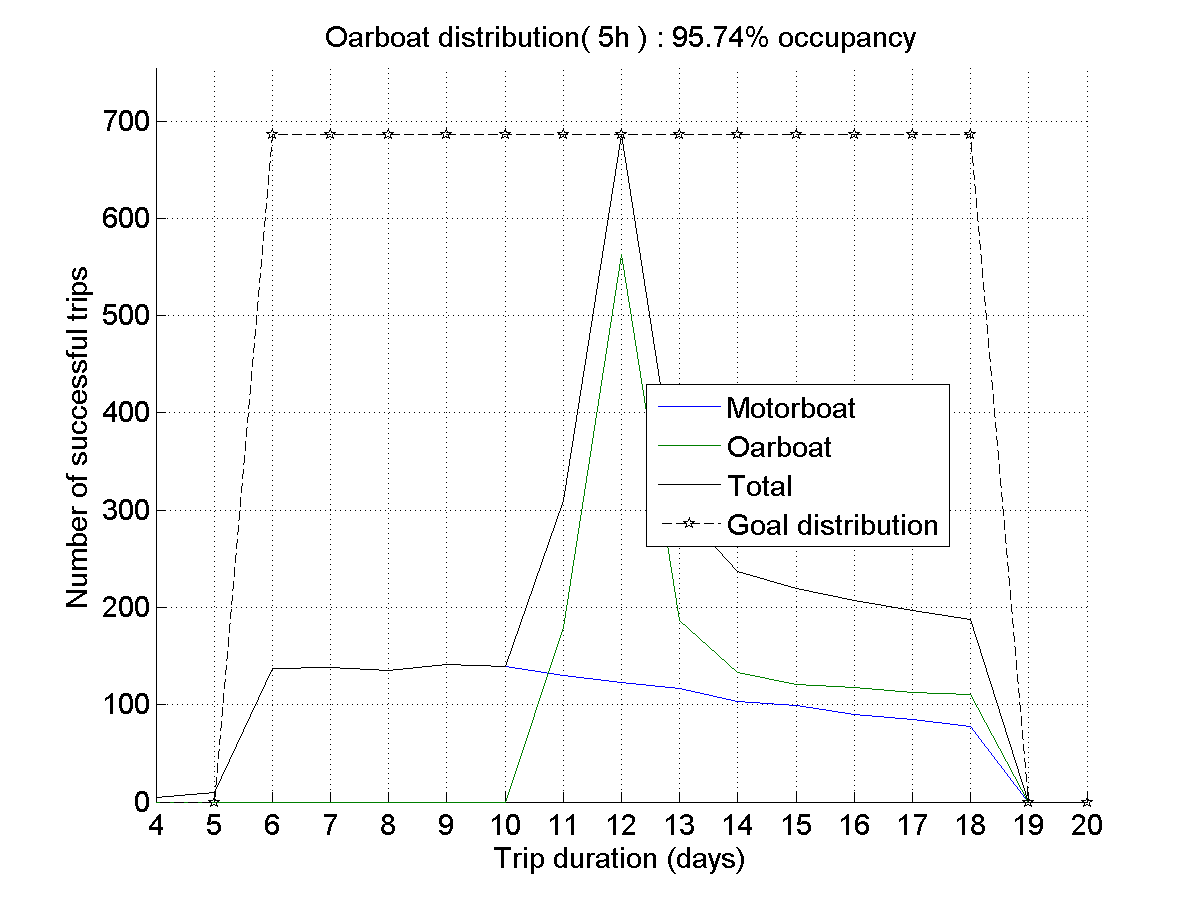 Oarboat distribution( 5h ) : 95.74% occupancy
Number of successful trips
700
600
500
400
300
200
100
0
Motorboat
Oarboat
Total
Goal distribution
4 5 6 7 8 9 10 11 12 13 14 15 16 17 18 19 20
Trip duration (days)